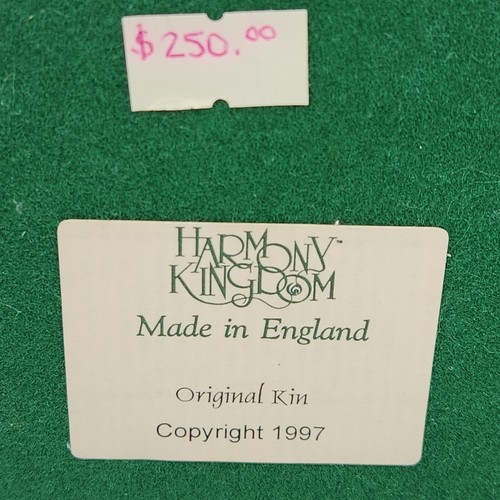 $250.00
HARMONY™
KINGDOM
Made in England
Original Kin
Copyright 1997